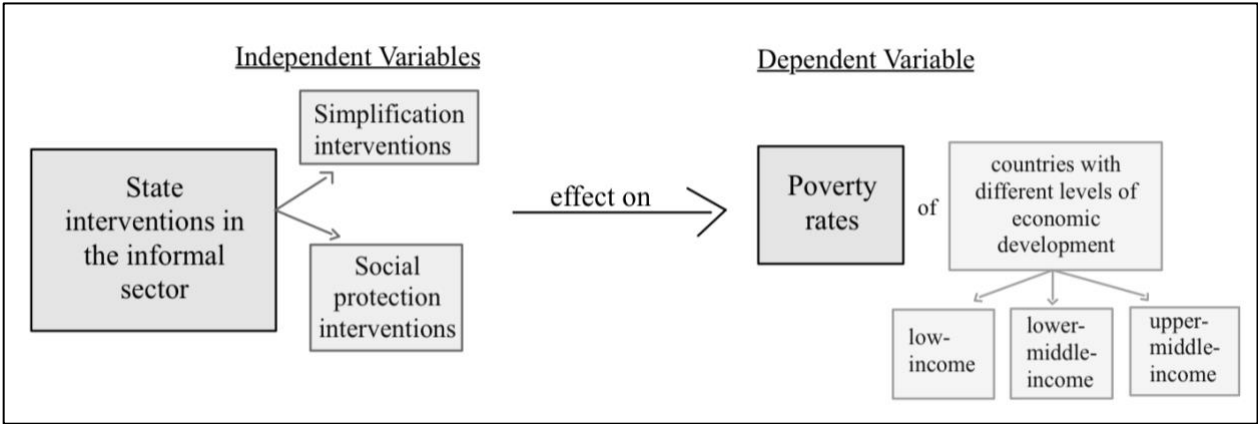 Independent Variables
Simplification
interventions
State
interventions in
the informal
sector
Social
protection
interventions
effect on
Dependent Variable
Poverty
rates
of
countries with
different levels of
economic
development
low-
income
lower-
middle-
income
upper-
middle-
income